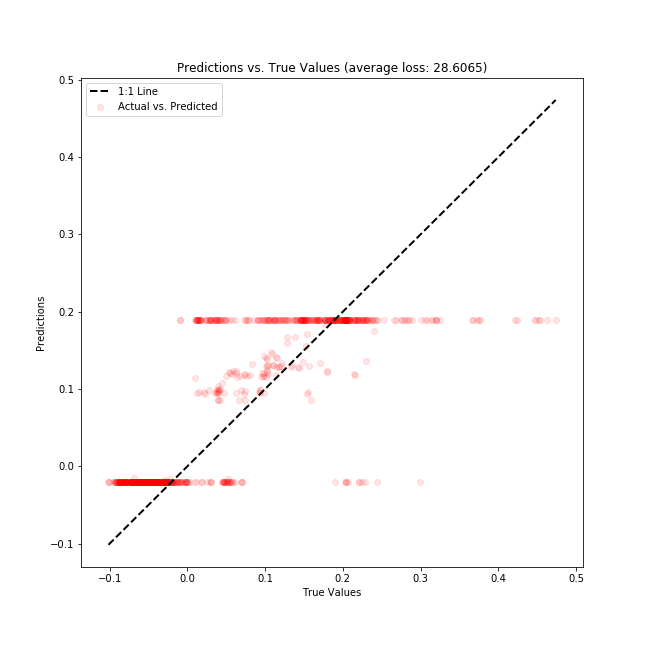 Predictions vs. True Values (average loss: 28.6065)
1:1 Line
Actual vs. Predicted
0.5
0.4
0.3
0.2
0.1
0.0
−0.1
Predictions
−0.1 0.0 0.1 0.2 0.3 0.4 0.5
True Values